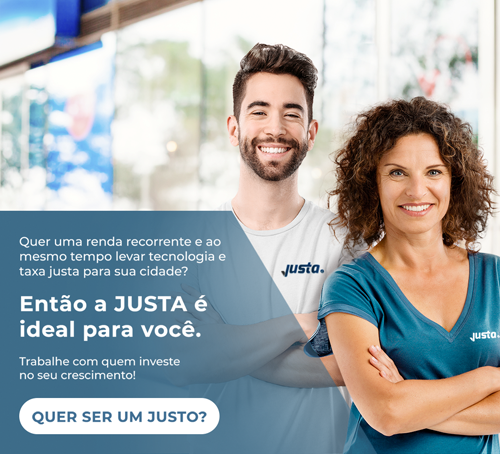 Quer uma renda recorrente e ao
mesmo tempo levar tecnologia e
taxa justa para sua cidade?
Então a JUSTA é
ideal para você.
Trabalhe com quem investe
no seu crescimento!
QUER SER UM JUSTO?
justa.
justa.